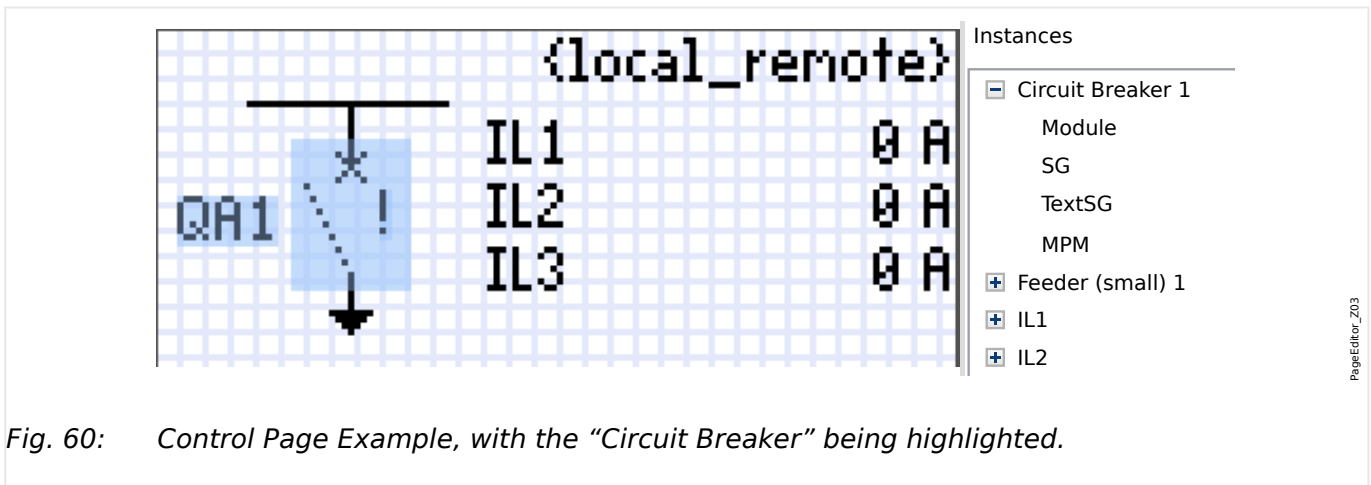 {local_remote}
QA1
!
IL1 0 A
IL2 0 A
IL3 0 A
Instances
Circuit Breaker 1
Module
SG
TextSG
MPM
Feeder (small) 1
IL1
IL2
PageEditor_Z03
Fig. 60: Control Page Example, with the “Circuit Breaker” being highlighted.